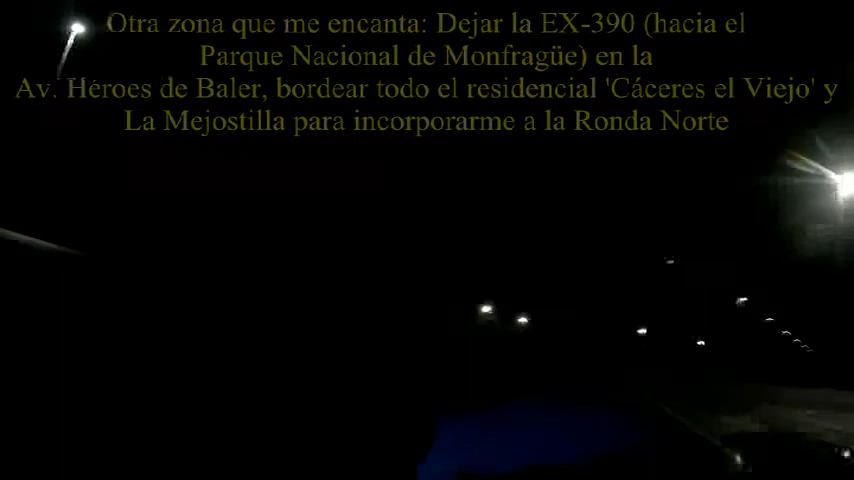 Otra zona que me encanta: Dejar la EX-390 (hacia el
Parque Nacional de Monfragüe) en la
Av. Héroes de Baler, bordear todo el residencial 'Cáceres el Viejo' y
La Mejostilla para incorporarme a la Ronda Norte